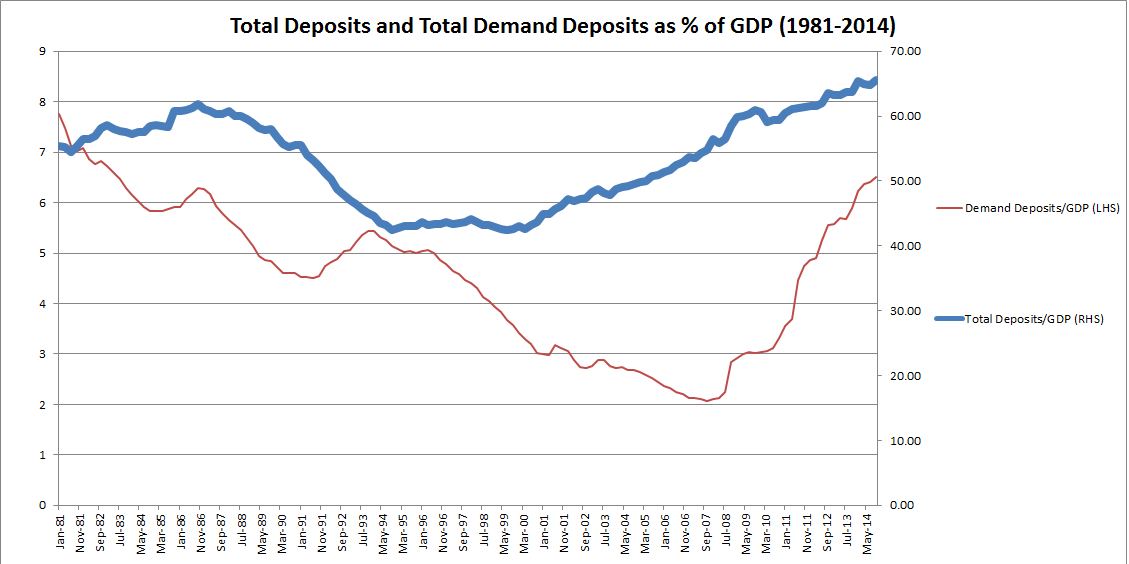 Total Deposits and Total Demand Deposits as % of GDP (1981-2014)
9
8
7
6
5
4
3
2
1
0
70.00
60.00
50.00
40.00
30.00
20.00
10.00
0.00
Demand Deposits/GDP (LHS)
Total Deposits/GDP (RHS)
Jan-81
Nov-81
Sep-82
Jul-83
May-84
Mar-85
Jan-86
Nov-86
Sep-87
Jul-88
May-89
Mar-90
Jan-91
Nov-91
Sep-92
Jul-93
May-94
Mar-95
Jan-96
Nov-96
Sep-97
Jul-98
May-99
Mar-00
Jan-01
Nov-01
Sep-02
Jul-03
May-04
Mar-05
Jan-06
Nov-06
Sep-07
Jul-08
May-09
Mar-10
Jan-11
Nov-11
Sep-12
Jul-13
May-14